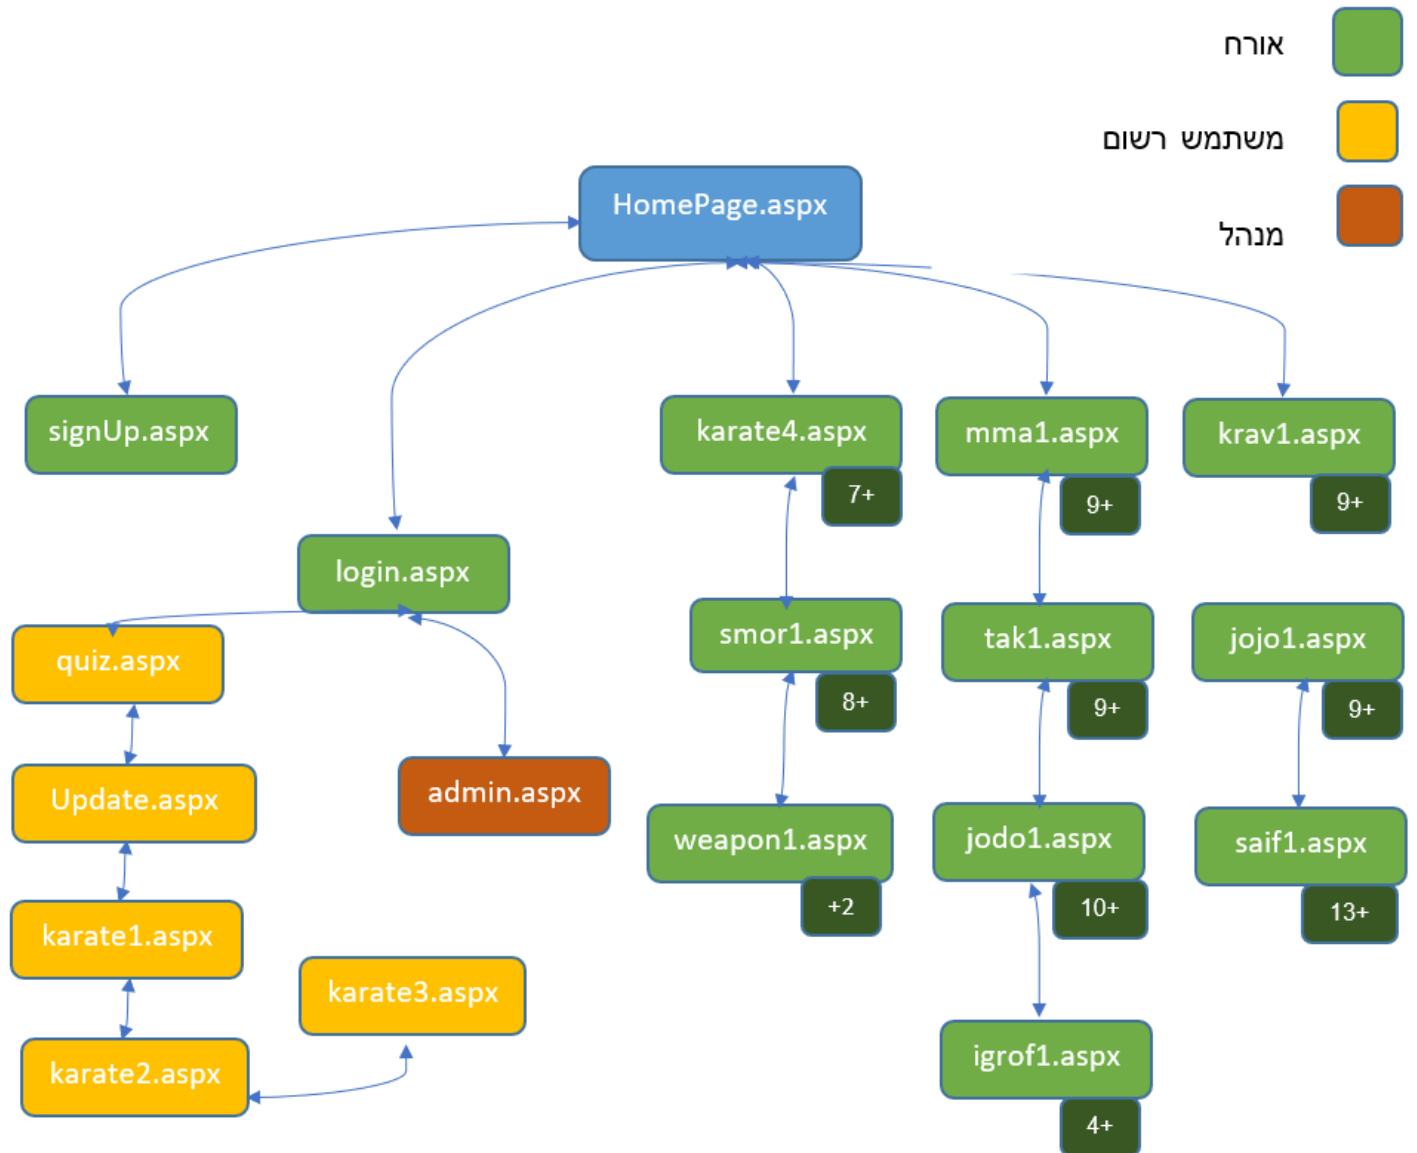 אורח
משתמש רשום
מנהל
HomePage.aspx
signUp.aspx
karate4.aspx
7+
mma1.aspx
9+
krav1.aspx
9+
login.aspx
smor1.aspx
8+
tak1.aspx
9+
jojo1.aspx
9+
quiz.aspx
Update.aspx
admin.aspx
weapon1.aspx
+2
jodo1.aspx
10+
saif1.aspx
13+
karate1.aspx
karate3.aspx
karate2.aspx
igrof1.aspx
4+